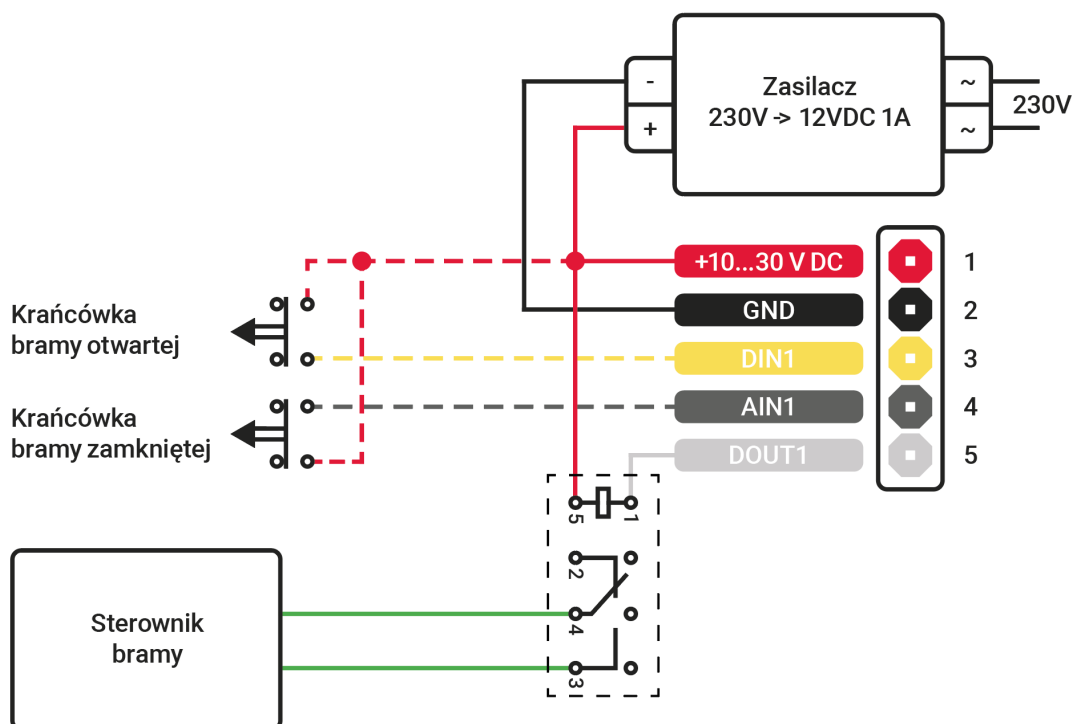 Zasilacz
230V -> 12VDC 1A
-
+
~
~
230V
+10...30 V DC
1
GND
2
DIN1
3
AIN1
4
DOUT1
5
Krańcówka
bramy otwartej
Krańcówka
bramy zamkniętej
5
1
2
4
3
Sterownik
bramy